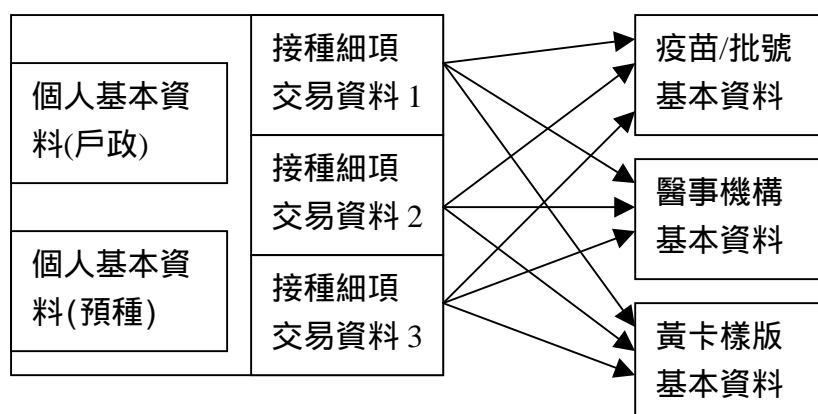 個人基本資
料(戶政)
個人基本資
料(預種)
接種細項
交易資料 1
接種細項
交易資料 2
接種細項
交易資料 3
疫苗/批號
基本資料
醫事機構
基本資料
黃卡樣版
基本資料